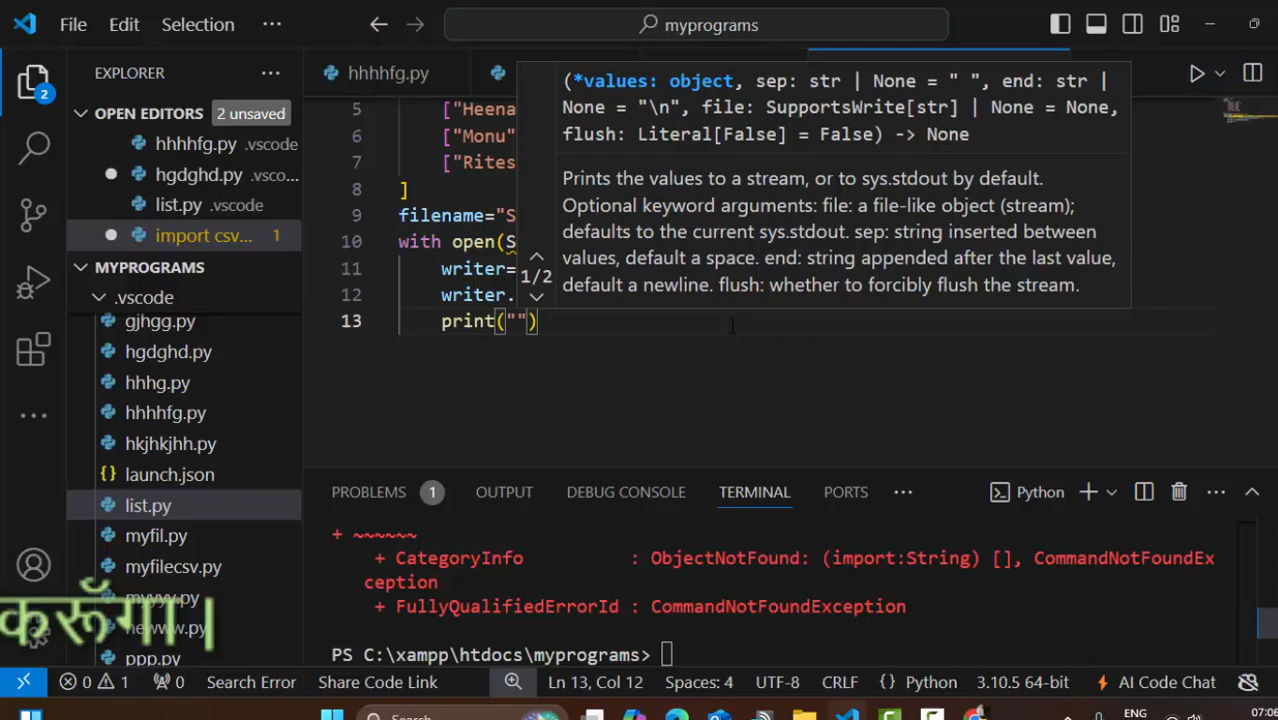 File Edit Selection ··· myprograms
EXPLORER ···
OPEN EDITORS 2 unsaved
hhhhfg.py .vscode
hgdghd.py .vsco...
list.py .vscode
import csv... 1
MYPROGRAMS
.vscode
gjhgg.py
hgdghd.py
hhhg.py
hhhhfg.py
hkjhkjhh.py
launch.json
list.py
myfil.py
myfilecsv.py
myyyy.py
newww.py
ppp.py
2
करूँगा।
hhhhfg.py
(*values: object, sep: str | None = " ", end: str |
None = "\n", file: SupportsWrite[str] | None = None,
flush: Literal[False] = False) -> None
Prints the values to a stream, or to sys.stdout by default.
Optional keyword arguments: file: a file-like object (stream);
defaults to the current sys.stdout. sep: string inserted between
values, default a space. end: string appended after the last value,
default a newline. flush: whether to forcibly flush the stream.
1/2
5 ["Heena
6 ["Monu"
7 ["Rites
8 ]
9 filename="S
10 with open(S
11 writer=
12 writer.
13 print("")
PROBLEMS 1 OUTPUT DEBUG CONSOLE TERMINAL PORTS ··· Python
+ ~~~~~~
+ CategoryInfo : ObjectNotFound: (import:String) [], CommandNotFoundEx
ception
+ FullyQualifiedErrorId : CommandNotFoundException
PS C:\xampp\htdocs\myprograms>
0 1 0 Search Error Share Code Link Ln 13, Col 12 Spaces: 4 UTF-8 CRLF {} Python 3.10.5 64-bit AI Code Chat
Search ENG